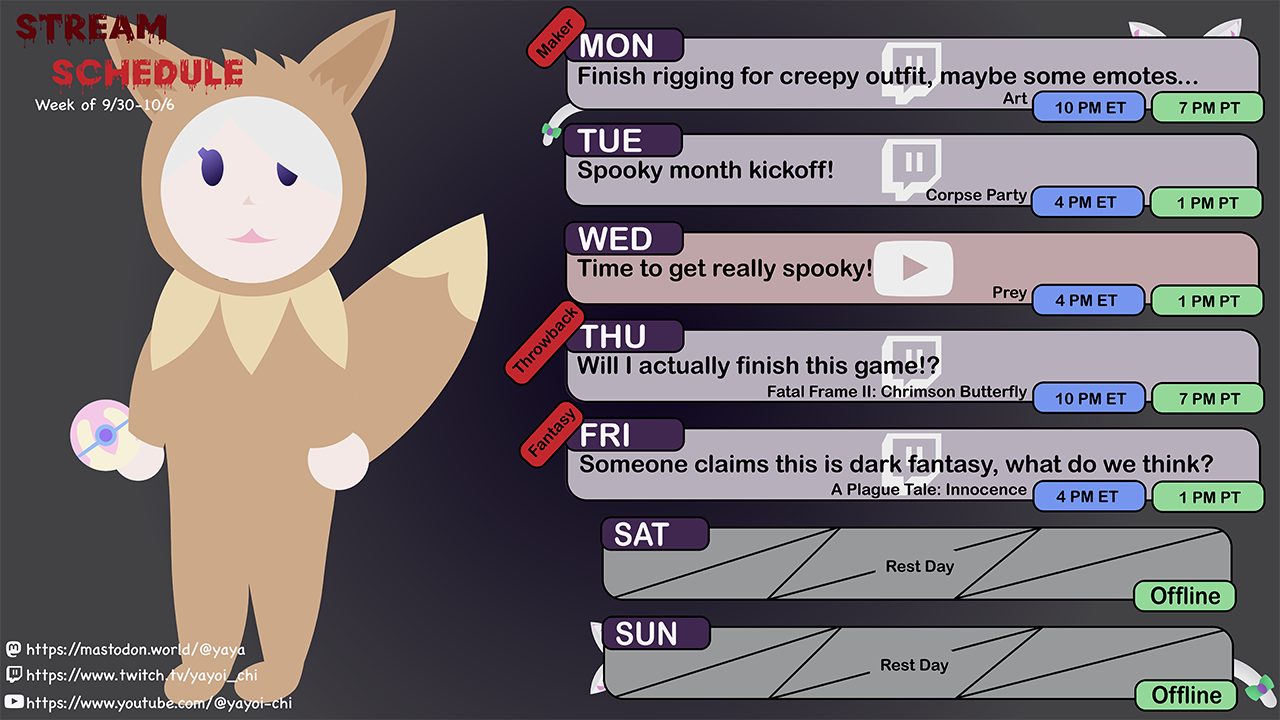 STREAM
SCHEDULE
Week of 9/30-10/6
Maker
MON
Finish rigging for creepy outfit, maybe some emotes...
Art
10 PM ET
7 PM PT
TUE
Spooky month kickoff!
Corpse Party
4 PM ET
1 PM PT
WED
Time to get really spooky!
Prey
4 PM ET
1 PM PT
Throwback
THU
Will I actually finish this game!?
Fatal Frame II: Chrimson Butterfly
10 PM ET
7 PM PT
Fantasy
FRI
Someone claims this is dark fantasy, what do we think?
A Plague Tale: Innocence
4 PM ET
1 PM PT
SAT
Rest Day
Offline
SUN
Rest Day
Offline
https://mastodon.world/@yaya
https://www.twitch.tv/yayoi_chi
https://www.youtube.com/@yayoi-chi